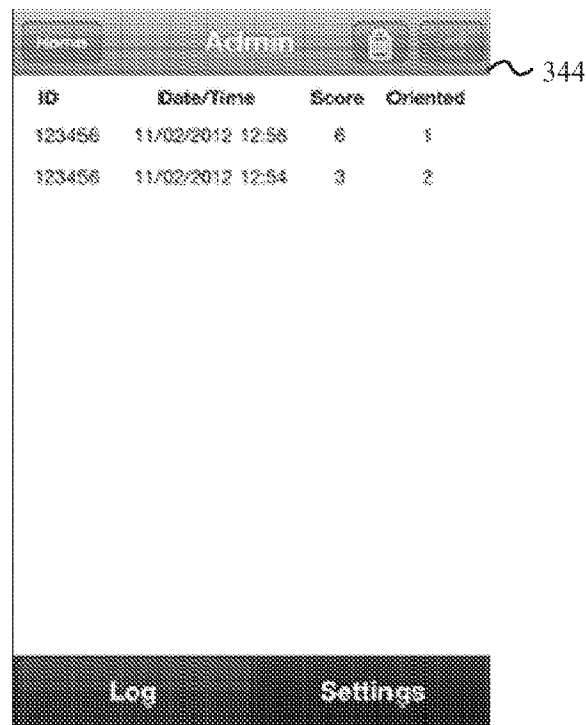 Home Admin
344
ID Date/Time Score Oriented
123456 11/02/2012 12:58 6 1
123456 11/02/2012 12:54 3 2
Log Settings